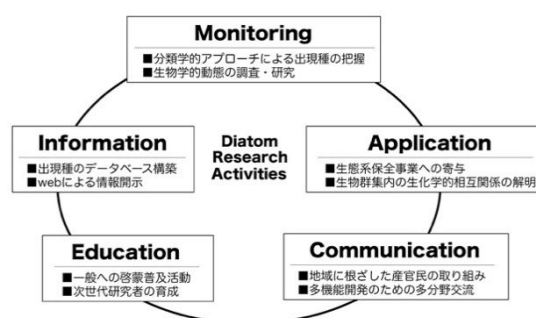 Monitoring
■分類学的アプローチによる出現種の把握
■生物学的動態の調査・研究
Information
■出現種のデータベース構築
■webによる情報開示
Diatom
Research
Activities
Application
■生態系保全事業への寄与
■生物群集内の生化学的相互関係の解明
Education
■一般への啓蒙普及活動
■次世代研究者の育成
Communication
■地域に根ざした産官民の取り組み
■多機能開発のための多分野交流